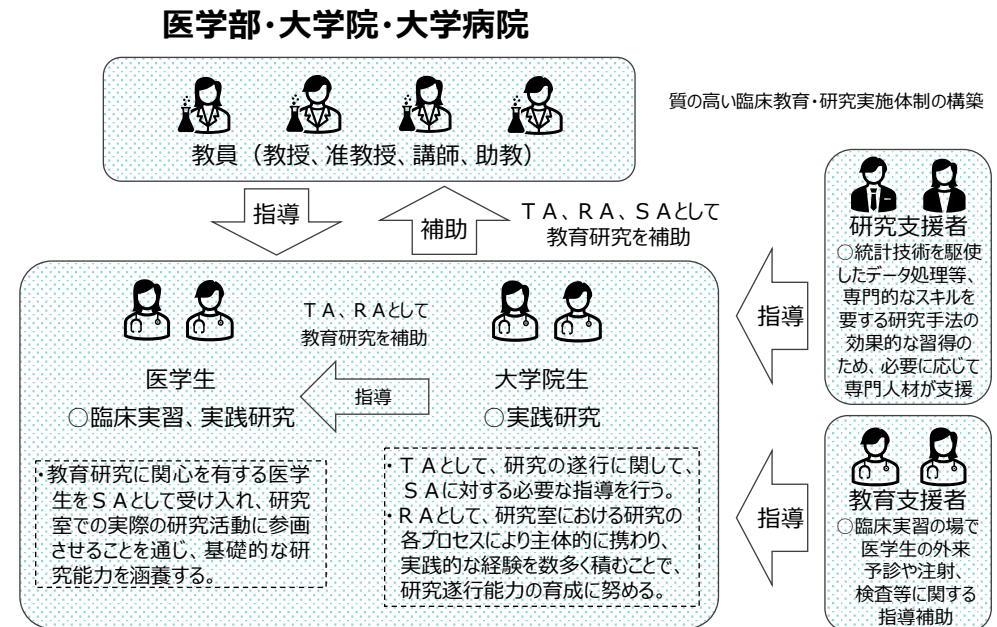 医学部・大学院・大学病院
質の高い臨床教育・研究実施体制の構築
教員（教授、准教授、講師、助教）
指導
補助
ＴＡ、ＲＡ、ＳＡとして
教育研究を補助
ＴＡ、ＲＡとして
教育研究を補助
医学生
○臨床実習、実践研究
指導
大学院生
○実践研究
・教育研究に関心を有する医学
生をＳＡとして受け入れ、研究
室での実際の研究活動に参画
させることを通じ、基礎的な研
究能力を涵養する。
・ＴＡとして、研究の遂行に関して、
ＳＡに対する必要な指導を行う。
・ＲＡとして、研究室における研究の
各プロセスにより主体的に携わり、
実践的な経験を数多く積むことで、
研究遂行能力の育成に努める。
指導
研究支援者
○統計技術を駆使
したデータ処理等、
専門的なスキルを
要する研究手法の
効果的な習得の
ため、必要に応じて
専門人材が支援
指導
教育支援者
○臨床実習の場で
医学生の外来
予診や注射、
検査等に関する
指導補助